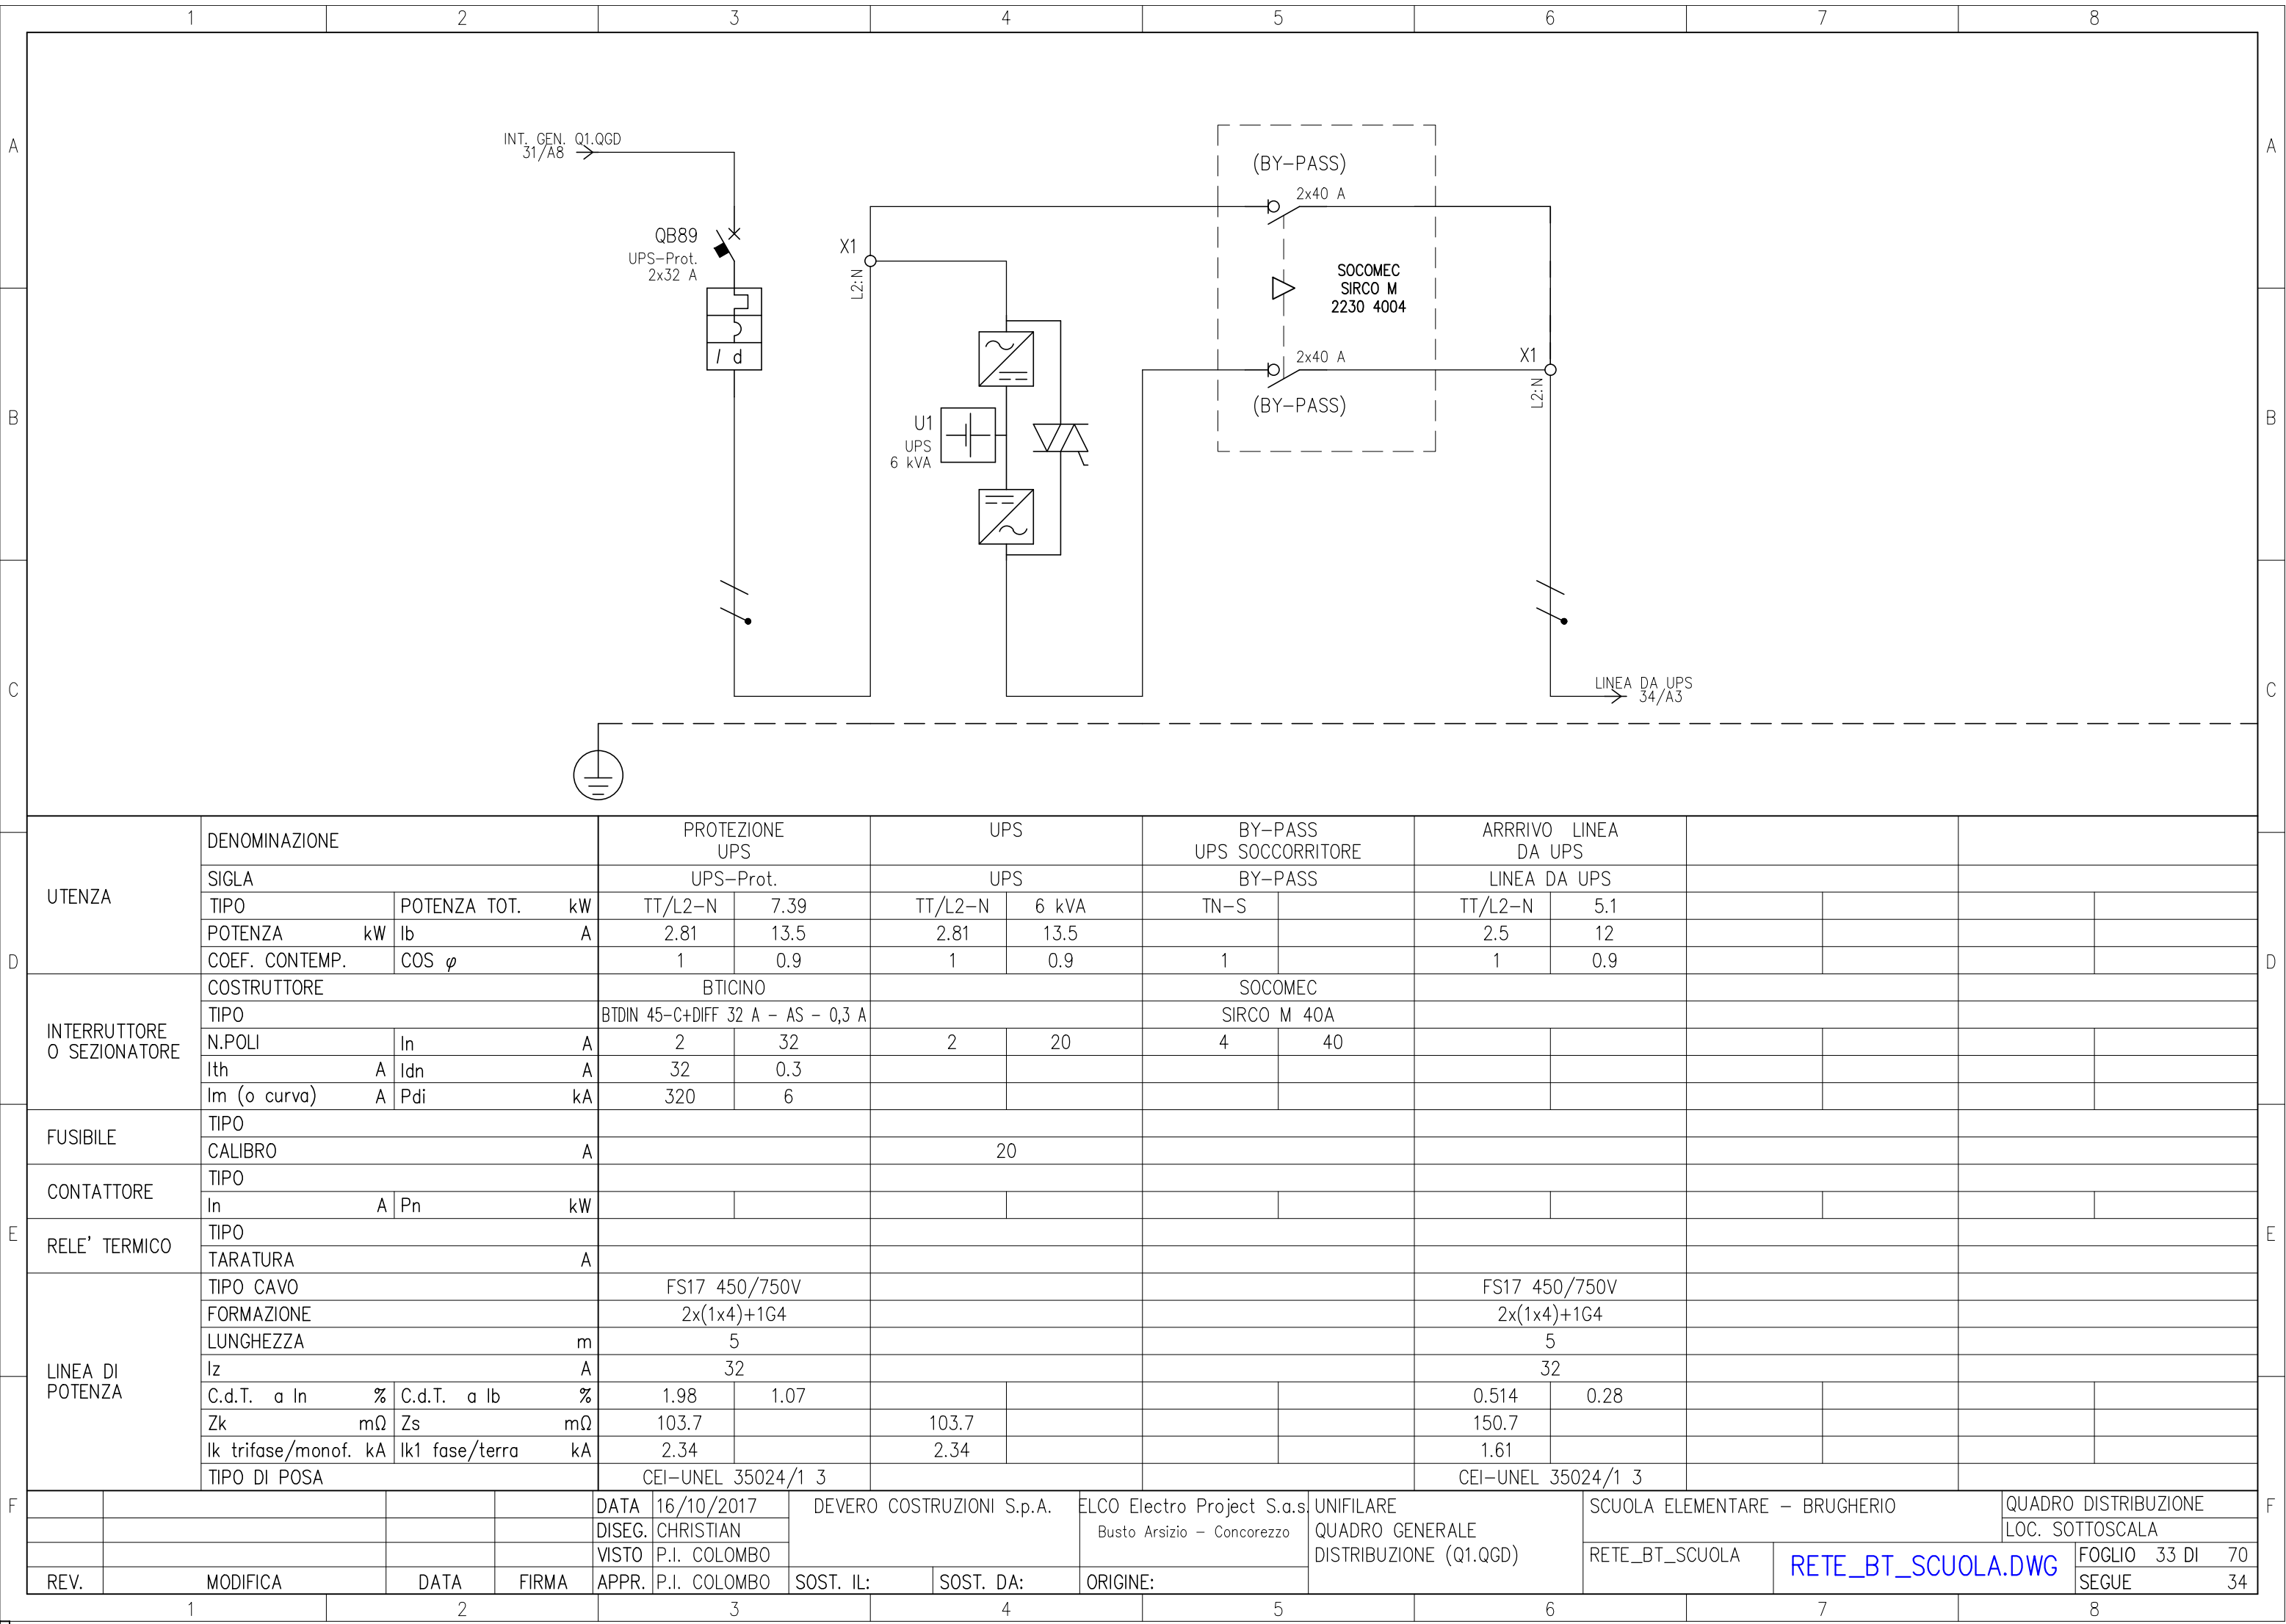 1 2 3 4 5 6 7 8
A A
INT. GEN. Q1.QGD
31/A8
(BY-PASS)
2x40 A
QB89
UPS-Prot.
2x32 A
X1
L2:N
SOCOMEC
SIRCO M
2230 4004
I d
2x40 A
X1
L2:N
(BY-PASS)
B B
U1
UPS
6 kVA
C C
LINEA DA UPS
34/A3
UTENZA
DENOMINAZIONE PROTEZIONE UPS BY-PASS ARRRIVO LINEA
UPS UPS SOCCORRITORE DA UPS
SIGLA UPS-Prot. UPS BY-PASS LINEA DA UPS
TIPO POTENZA TOT. kW TT/L2-N 7.39 TT/L2-N 6 kVA TN-S TT/L2-N 5.1
POTENZA kW Ib A 2.81 13.5 2.81 13.5 2.5 12
D COEF. CONTEMP. COS φ 1 0.9 1 0.9 1 1 0.9 D
INTERRUTTORE
O SEZIONATORE
COSTRUTTORE BTICINO SOCOMEC
TIPO BTDIN 45-C+DIFF 32 A - AS - 0,3 A SIRCO M 40A
N.POLI In A 2 32 2 20 4 40
Ith A Idn A 32 0.3
Im (o curva) A Pdi kA 320 6
FUSIBILE
TIPO
CALIBRO A 20
CONTATTORE
TIPO
In A Pn kW
E E
RELE' TERMICO
TIPO
TARATURA A
LINEA DI
POTENZA
TIPO CAVO FS17 450/750V FS17 450/750V
FORMAZIONE 2x(1x4)+1G4 2x(1x4)+1G4
LUNGHEZZA m 5 5
Iz A 32 32
C.d.T. a In % C.d.T. a Ib % 1.98 1.07 0.514 0.28
Zk mΩ Zs mΩ 103.7 103.7 150.7
Ik trifase/monof. kA Ik1 fase/terra kA 2.34 2.34 1.61
TIPO DI POSA CEI-UNEL 35024/1 3 CEI-UNEL 35024/1 3
F F
DATA 16/10/2017 DEVERO COSTRUZIONI S.p.A. ELCO Electro Project S.a.s. UNIFILARE SCUOLA ELEMENTARE - BRUGHERIO QUADRO DISTRIBUZIONE
DISEG. CHRISTIAN Busto Arsizio - Concorezzo QUADRO GENERALE LOC. SOTTOSCALA
VISTO P.I. COLOMBO DISTRIBUZIONE (Q1.QGD) RETE_BT_SCUOLA RETE_BT_SCUOLA.DWG FOGLIO 33 DI 70
REV. MODIFICA DATA FIRMA APPR. P.I. COLOMBO SOST. IL: SOST. DA: ORIGINE: SEGUE 34
1 2 3 4 5 6 7 8